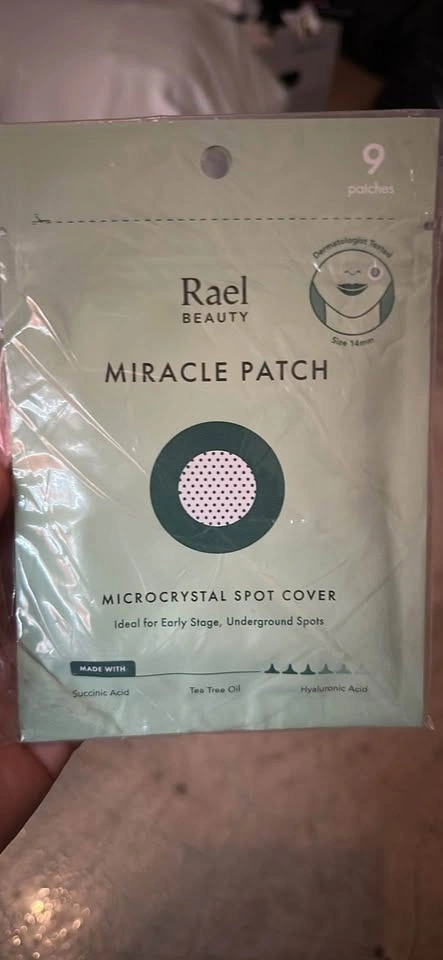 9
patches
Dermatologist Tested
Size 14mm
Rael
BEAUTY
MIRACLE PATCH
MICROCRYSTAL SPOT COVER
Ideal for Early Stage, Underground Spots
MADE WITH
Succinic Acid
Tea Tree Oil
Hyaluronic Acid